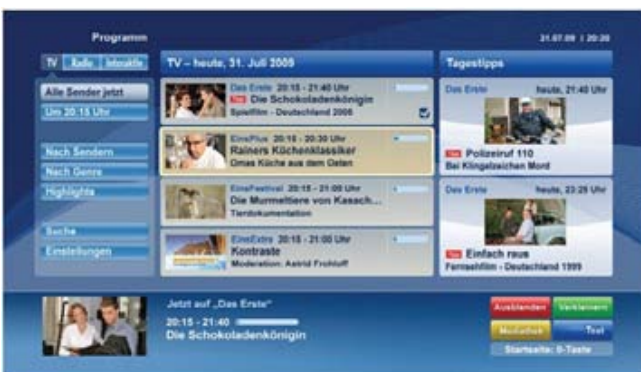 Programm
31.07.09 | 20:20
TV Radio Interaktiv
TV – heute, 31. Juli 2009
Tagestipps
Alle Sender jetzt
Um 20:15 Uhr
Nach Sendern
Nach Genre
Highlights
Suche
Einstellungen
Das Erste 20:15 - 21:40 Uhr
Tipp Die Schokoladenkönigin
Spielfilm - Deutschland 2005
EinsPlus 20:15 - 20:30 Uhr
Rainers Küchenklassiker
Omas Küche aus dem Osten
EinsFestival 20:15 - 21:00 Uhr
Die Murmeltiere von Kasach...
Tierdokumentation
EinsExtra 20:15 - 21:00 Uhr
Kontraste
Moderation: Astrid Frohloff
Das Erste heute, 21:40 Uhr
Tipp Polizeiruf 110
Bei Klingelzeichen Mord
Das Erste heute, 23:25 Uhr
Tipp Einfach raus
Fernsehfilm - Deutschland 1999
Jetzt auf „Das Erste“
20:15 - 21:40
Die Schokoladenkönigin
Ausblenden Verkleinern
Mediathek Text
Startseite: 0-Taste